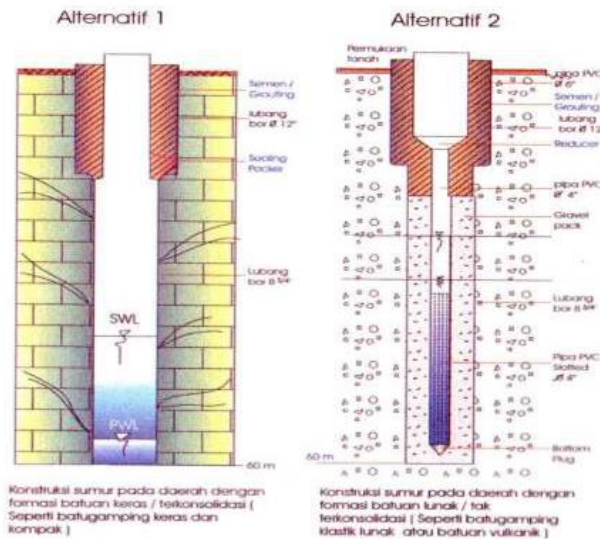 Alternatif 1
Semen /
Grouting
lubang
bor Ø 12"
Sealing
Packer
Lubang
bor 8 3/4"
SWL
PWL
60 m
Konstruksi sumur pada daerah dengan
formasi batuan keras / terkonsolidasi (
Seperti batugamping keras dan
kompak )
Alternatif 2
Permukaan
tanah
pipa PVC
Ø 6"
Semen /
Grouting
lubang
bor Ø 12
Reducer
pipa PVC
Ø 4"
Gravel
pack
Lubang
bor 8 3/4"
Pipa PVC
Slotted
Ø 4"
Bottom
Plug
60 m
Konstruksi sumur pada daerah dengan
formasi batuan lunak / tak
terkonsolidasi ( Seperti batugamping
klastik lunak atau batuan vulkanik )